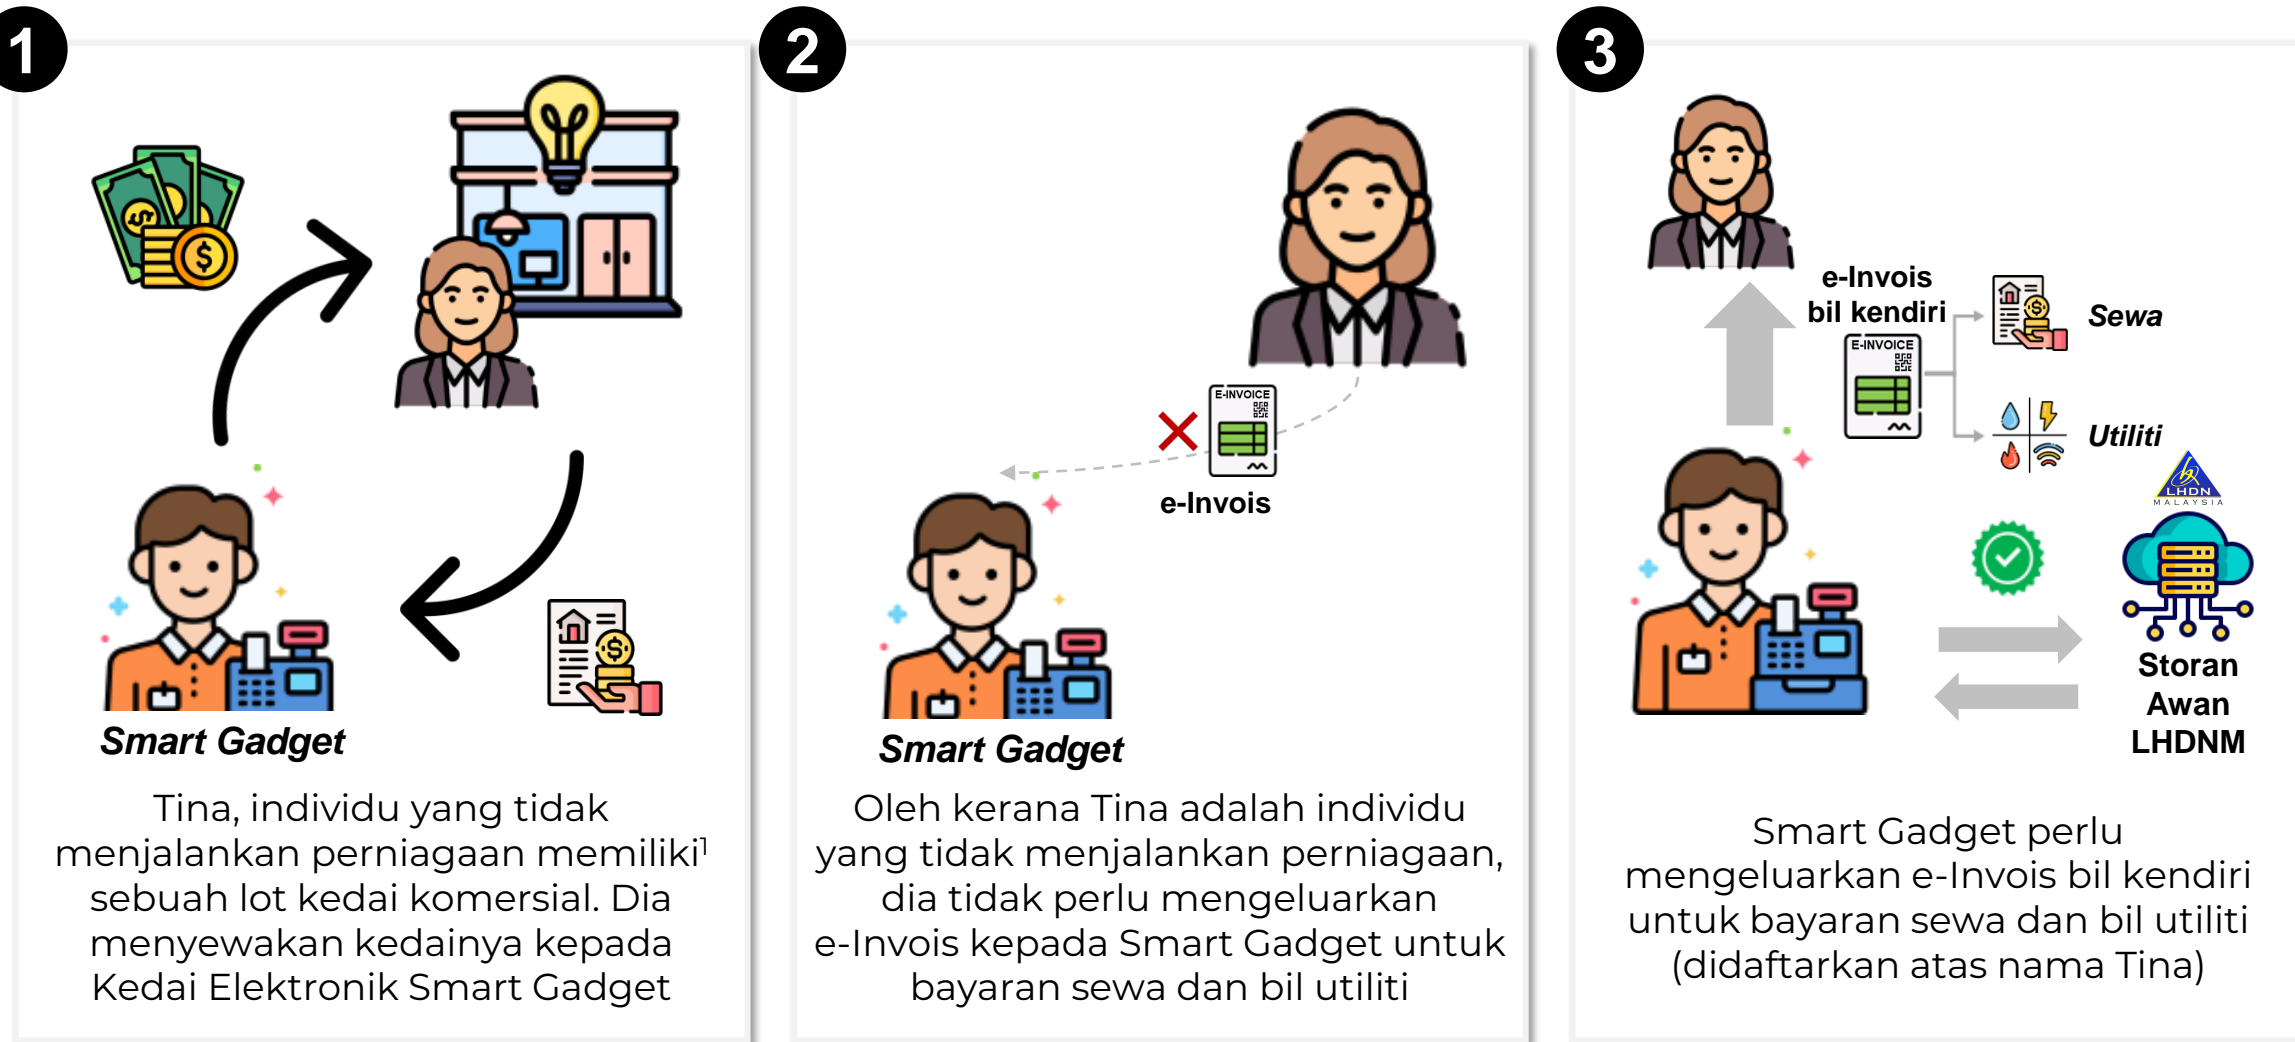 1
Smart Gadget
Tina, individu yang tidak
menjalankan perniagaan memiliki¹
sebuah lot kedai komersial. Dia
menyewakan kedainya kepada
Kedai Elektronik Smart Gadget
2
E-INVOICE
e-Invois
Smart Gadget
Oleh kerana Tina adalah individu
yang tidak menjalankan perniagaan,
dia tidak perlu mengeluarkan
e-Invois kepada Smart Gadget untuk
bayaran sewa dan bil utiliti
3
e-Invois
bil kendiri
E-INVOICE
Sewa
Utiliti
LHDN
MALAYSIA
Storan
Awan
LHDNM
Smart Gadget perlu
mengeluarkan e-Invois bil kendiri
untuk bayaran sewa dan bil utiliti
(didaftarkan atas nama Tina)